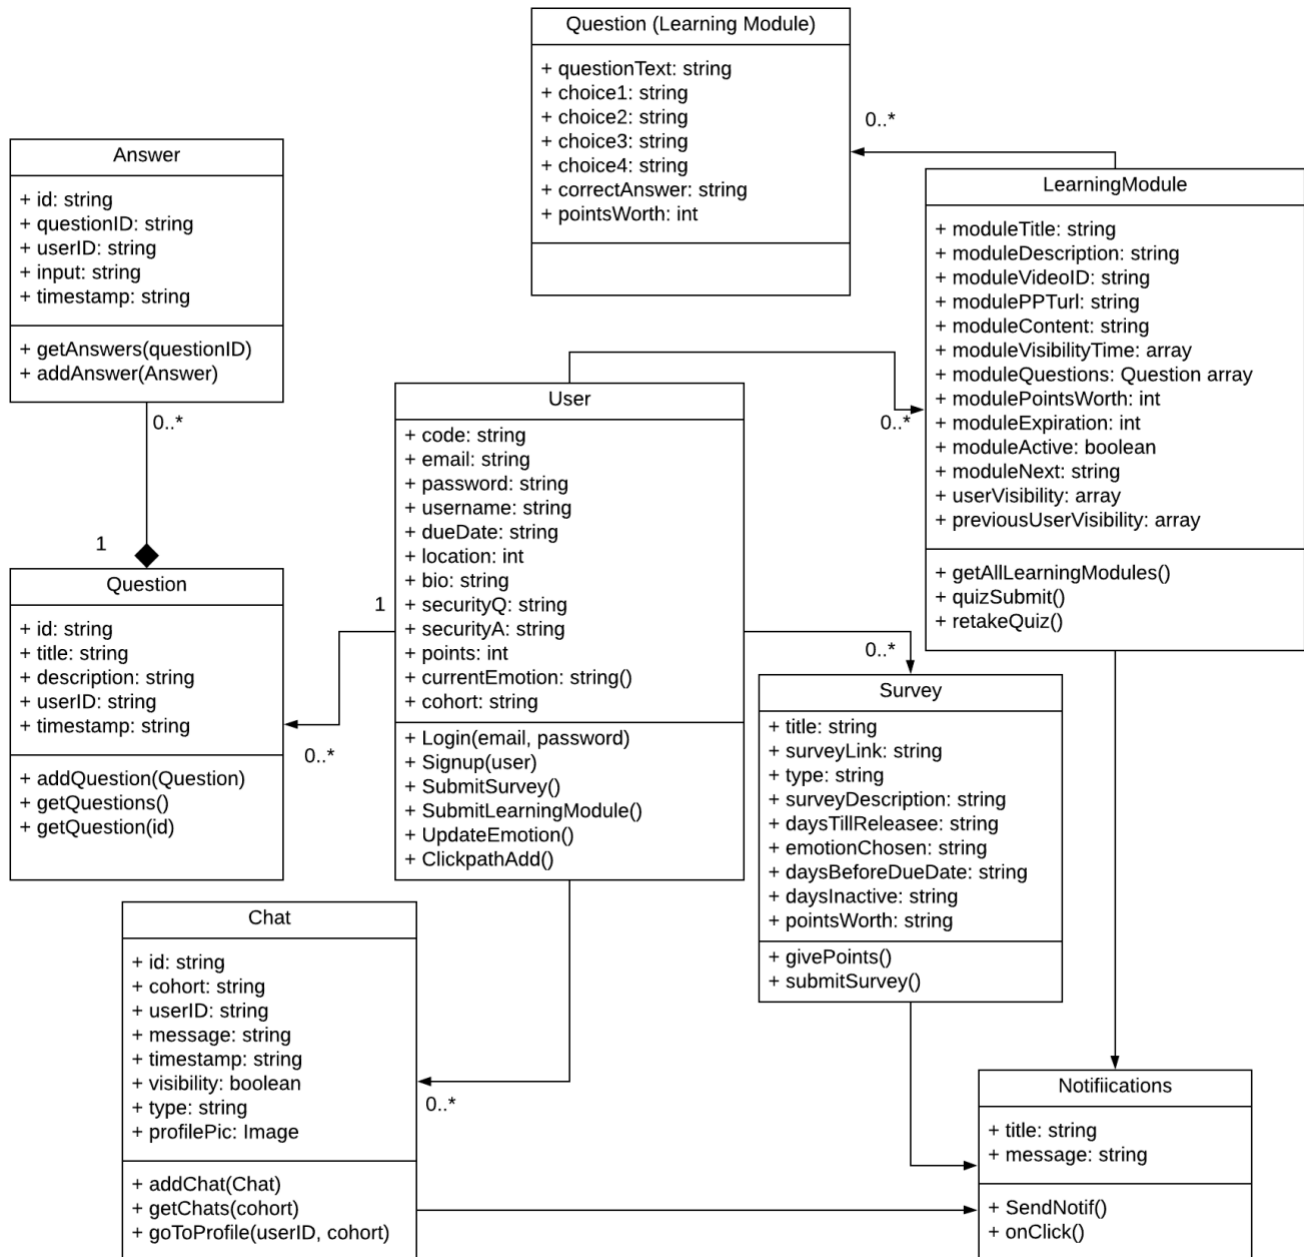 Question (Learning Module)
+ questionText: string
+ choice1: string
+ choice2: string
+ choice3: string
+ choice4: string
+ correctAnswer: string
+ pointsWorth: int
0..*
Answer
+ id: string
+ questionID: string
+ userID: string
+ input: string
+ timestamp: string
+ getAnswers(questionID)
+ addAnswer(Answer)
0..*
1
LearningModule
+ moduleTitle: string
+ moduleDescription: string
+ moduleVideoID: string
+ modulePPTurl: string
+ moduleContent: string
+ moduleVisibilityTime: array
+ moduleQuestions: Question array
+ modulePointsWorth: int
+ moduleExpiration: int
+ moduleActive: boolean
+ moduleNext: string
+ userVisibility: array
+ previousUserVisibility: array
+ getAllLearningModules()
+ quizSubmit()
+ retakeQuiz()
0..*
User
+ code: string
+ email: string
+ password: string
+ username: string
+ dueDate: string
+ location: int
+ bio: string
+ securityQ: string
+ securityA: string
+ points: int
+ currentEmotion: string()
+ cohort: string
+ Login(email, password)
+ Signup(user)
+ SubmitSurvey()
+ SubmitLearningModule()
+ UpdateEmotion()
+ ClickpathAdd()
1
0..*
Question
+ id: string
+ title: string
+ description: string
+ userID: string
+ timestamp: string
+ addQuestion(Question)
+ getQuestions()
+ getQuestion(id)
0..*
Survey
+ title: string
+ surveyLink: string
+ type: string
+ surveyDescription: string
+ daysTillReleasee: string
+ emotionChosen: string
+ daysBeforeDueDate: string
+ daysInactive: string
+ pointsWorth: string
+ givePoints()
+ submitSurvey()
Chat
+ id: string
+ cohort: string
+ userID: string
+ message: string
+ timestamp: string
+ visibility: boolean
+ type: string
+ profilePic: Image
+ addChat(Chat)
+ getChats(cohort)
+ goToProfile(userID, cohort)
0..*
Notifiications
+ title: string
+ message: string
+ SendNotif()
+ onClick()